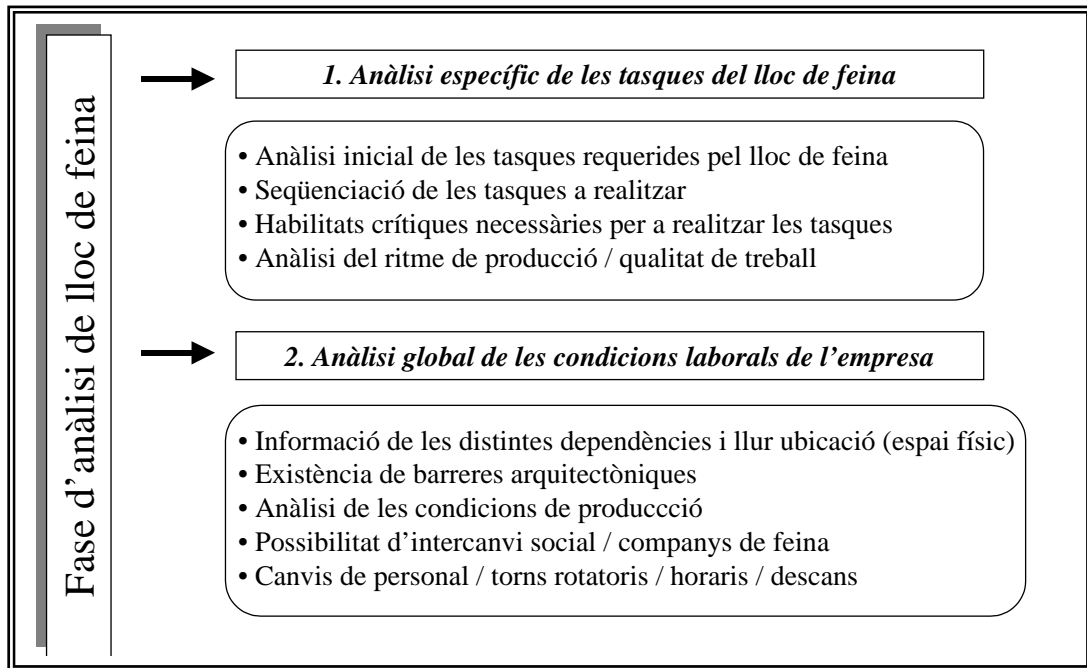 Fase d’anàlisi de lloc de feina
1. Anàlisi específic de les tasques del lloc de feina
• Anàlisi inicial de les tasques requerides pel lloc de feina
• Seqüenciació de les tasques a realitzar
• Habilitats crítiques necessàries per a realitzar les tasques
• Anàlisi del ritme de producció / qualitat de treball
2. Anàlisi global de les condicions laborals de l’empresa
• Informació de les distintes dependències i llur ubicació (espai físic)
• Existència de barreres arquitectòniques
• Anàlisi de les condicions de produccció
• Possibilitat d’intercanvi social / companys de feina
• Canvis de personal / torns rotatoris / horaris / descans